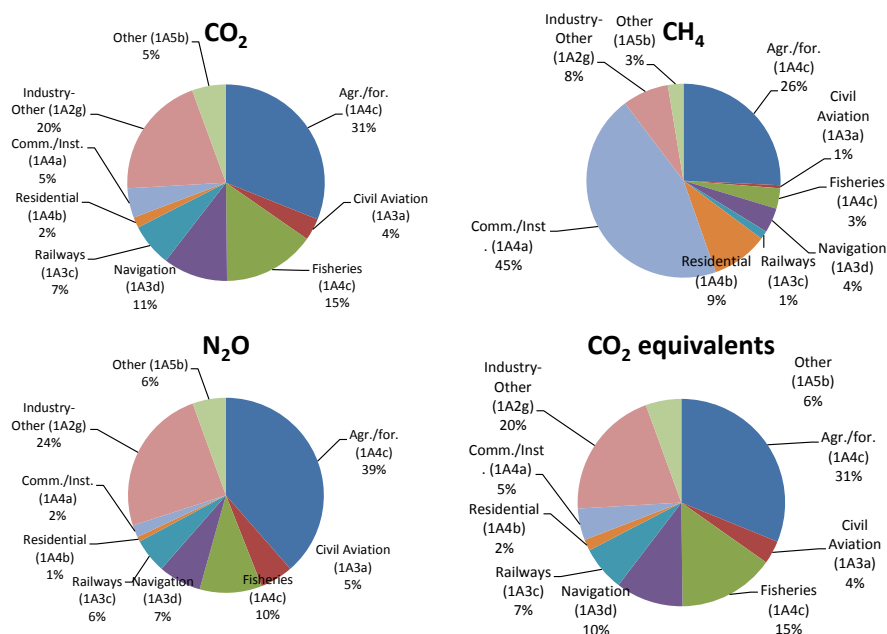 CO2
Other (1A5b)
5%
Agr./for.
(1A4c)
31%
Civil Aviation
(1A3a)
4%
Fisheries
(1A4c)
15%
Navigation
(1A3d)
11%
Railways
(1A3c)
7%
Residential
(1A4b)
2%
Comm./Inst.
(1A4a)
5%
Industry-
Other (1A2g)
20%
CH4
Other
(1A5b)
3%
Agr./for.
(1A4c)
26%
Civil
Aviation
(1A3a)
1%
Fisheries
(1A4c)
3%
Navigation
(1A3d)
4%
Railways
(1A3c)
1%
Residential
(1A4b)
9%
Comm./Inst
. (1A4a)
45%
Industry-
Other (1A2g)
8%
N2O
Other (1A5b)
6%
Agr./for.
(1A4c)
39%
Civil Aviation
(1A3a)
5%
Fisheries
(1A4c)
10%
Navigation
(1A3d)
7%
Railways
(1A3c)
6%
Residential
(1A4b)
1%
Comm./Inst.
(1A4a)
2%
Industry-
Other (1A2g)
24%
CO2 equivalents
Other
(1A5b)
6%
Agr./for.
(1A4c)
31%
Civil
Aviation
(1A3a)
4%
Fisheries
(1A4c)
15%
Navigation
(1A3d)
10%
Railways
(1A3c)
7%
Residential
(1A4b)
2%
Comm./Inst
. (1A4a)
5%
Industry-
Other
(1A2g)
20%